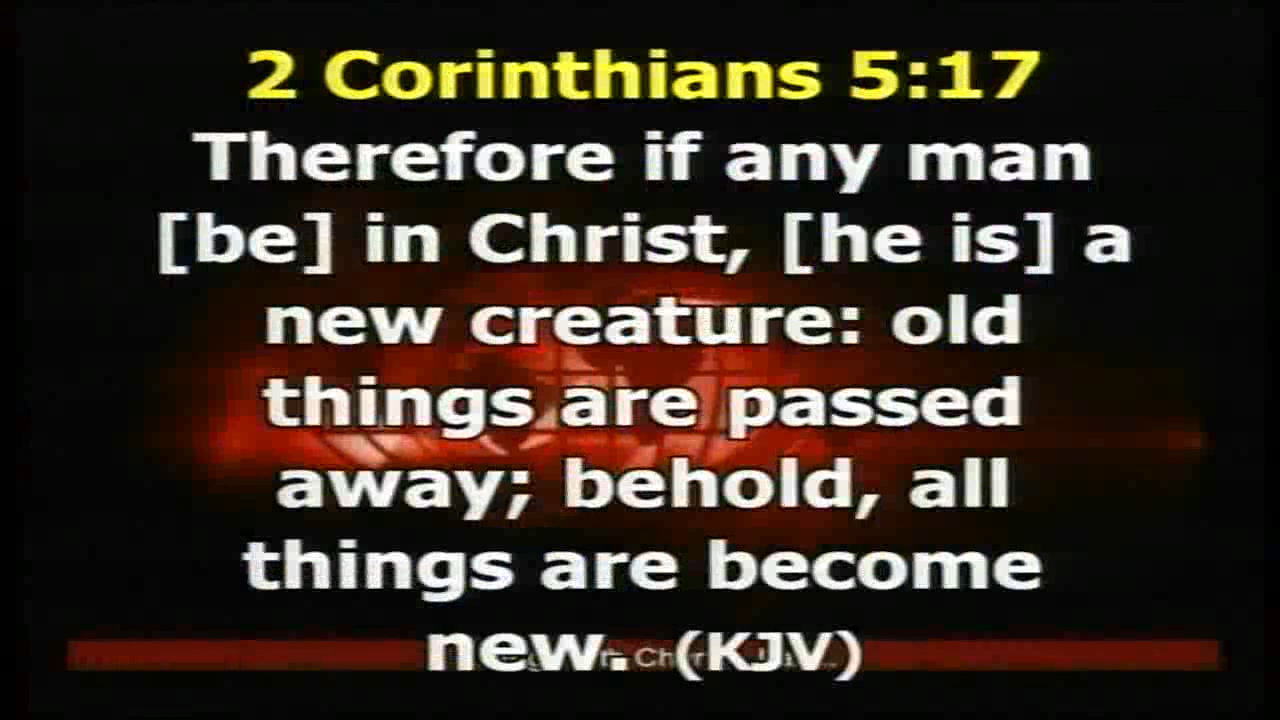 2 Corinthians 5:17
Therefore if any man
[be] in Christ, [he is] a
new creature: old
things are passed
away; behold, all
things are become
new. (KJV)